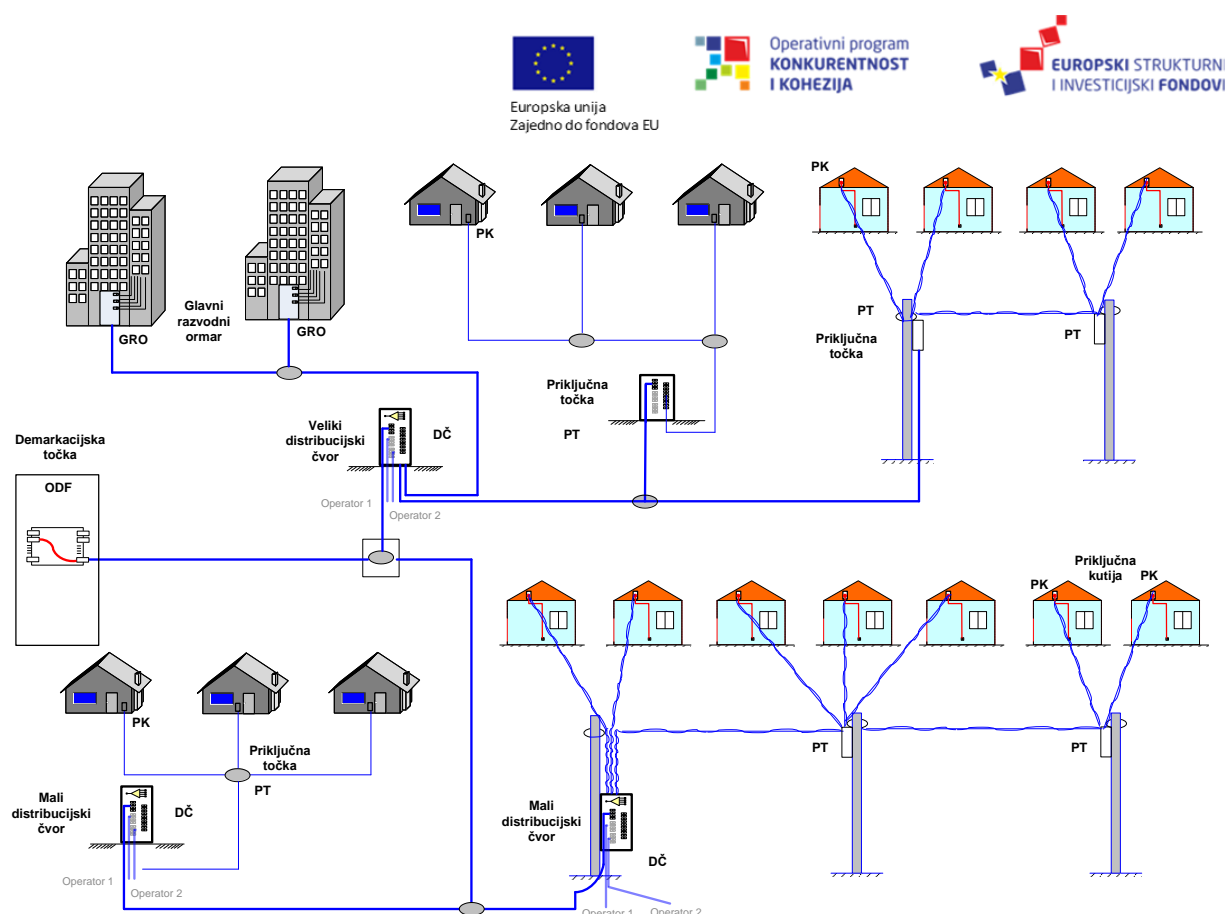 Operativni program
KONKURENTNOST
I KOHEZIJA
EUROPSKI STRUKTURNI
I INVESTICIJSKI FONDOVI
Europska unija
Zajedno do fondova EU
PK
PK
Glavni
razvodni
ormar
GRO
GRO
PT
Priključna
točka
PT
Priključna
točka
PT
Veliki
distribucijski
čvor
DČ
Operator 1
Operator 2
Demarkacijska
točka
ODF
Priključna
kutija
PK
PK
PK
Priključna
točka
PT
Mali
distribucijski
čvor
DČ
Operator 1
Operator 2
PT
PT
Mali
distribucijski
čvor
DČ
Operator 1
Operator 2